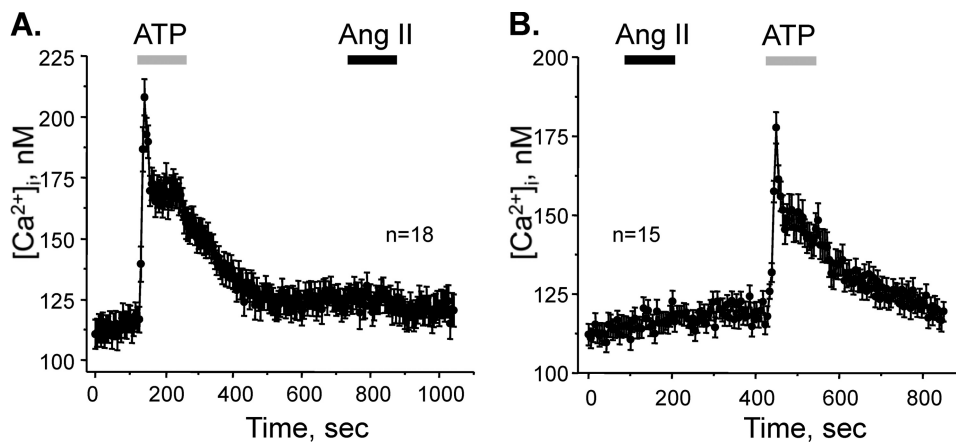 A.
ATP
Ang II
225
200
175
150
125
100
[Ca²⁺]ᵢ, nM
n=18
0 200 400 600 800 1000
Time, sec
B.
Ang II
ATP
200
175
150
125
100
[Ca²⁺]ᵢ, nM
n=15
0 200 400 600 800
Time, sec